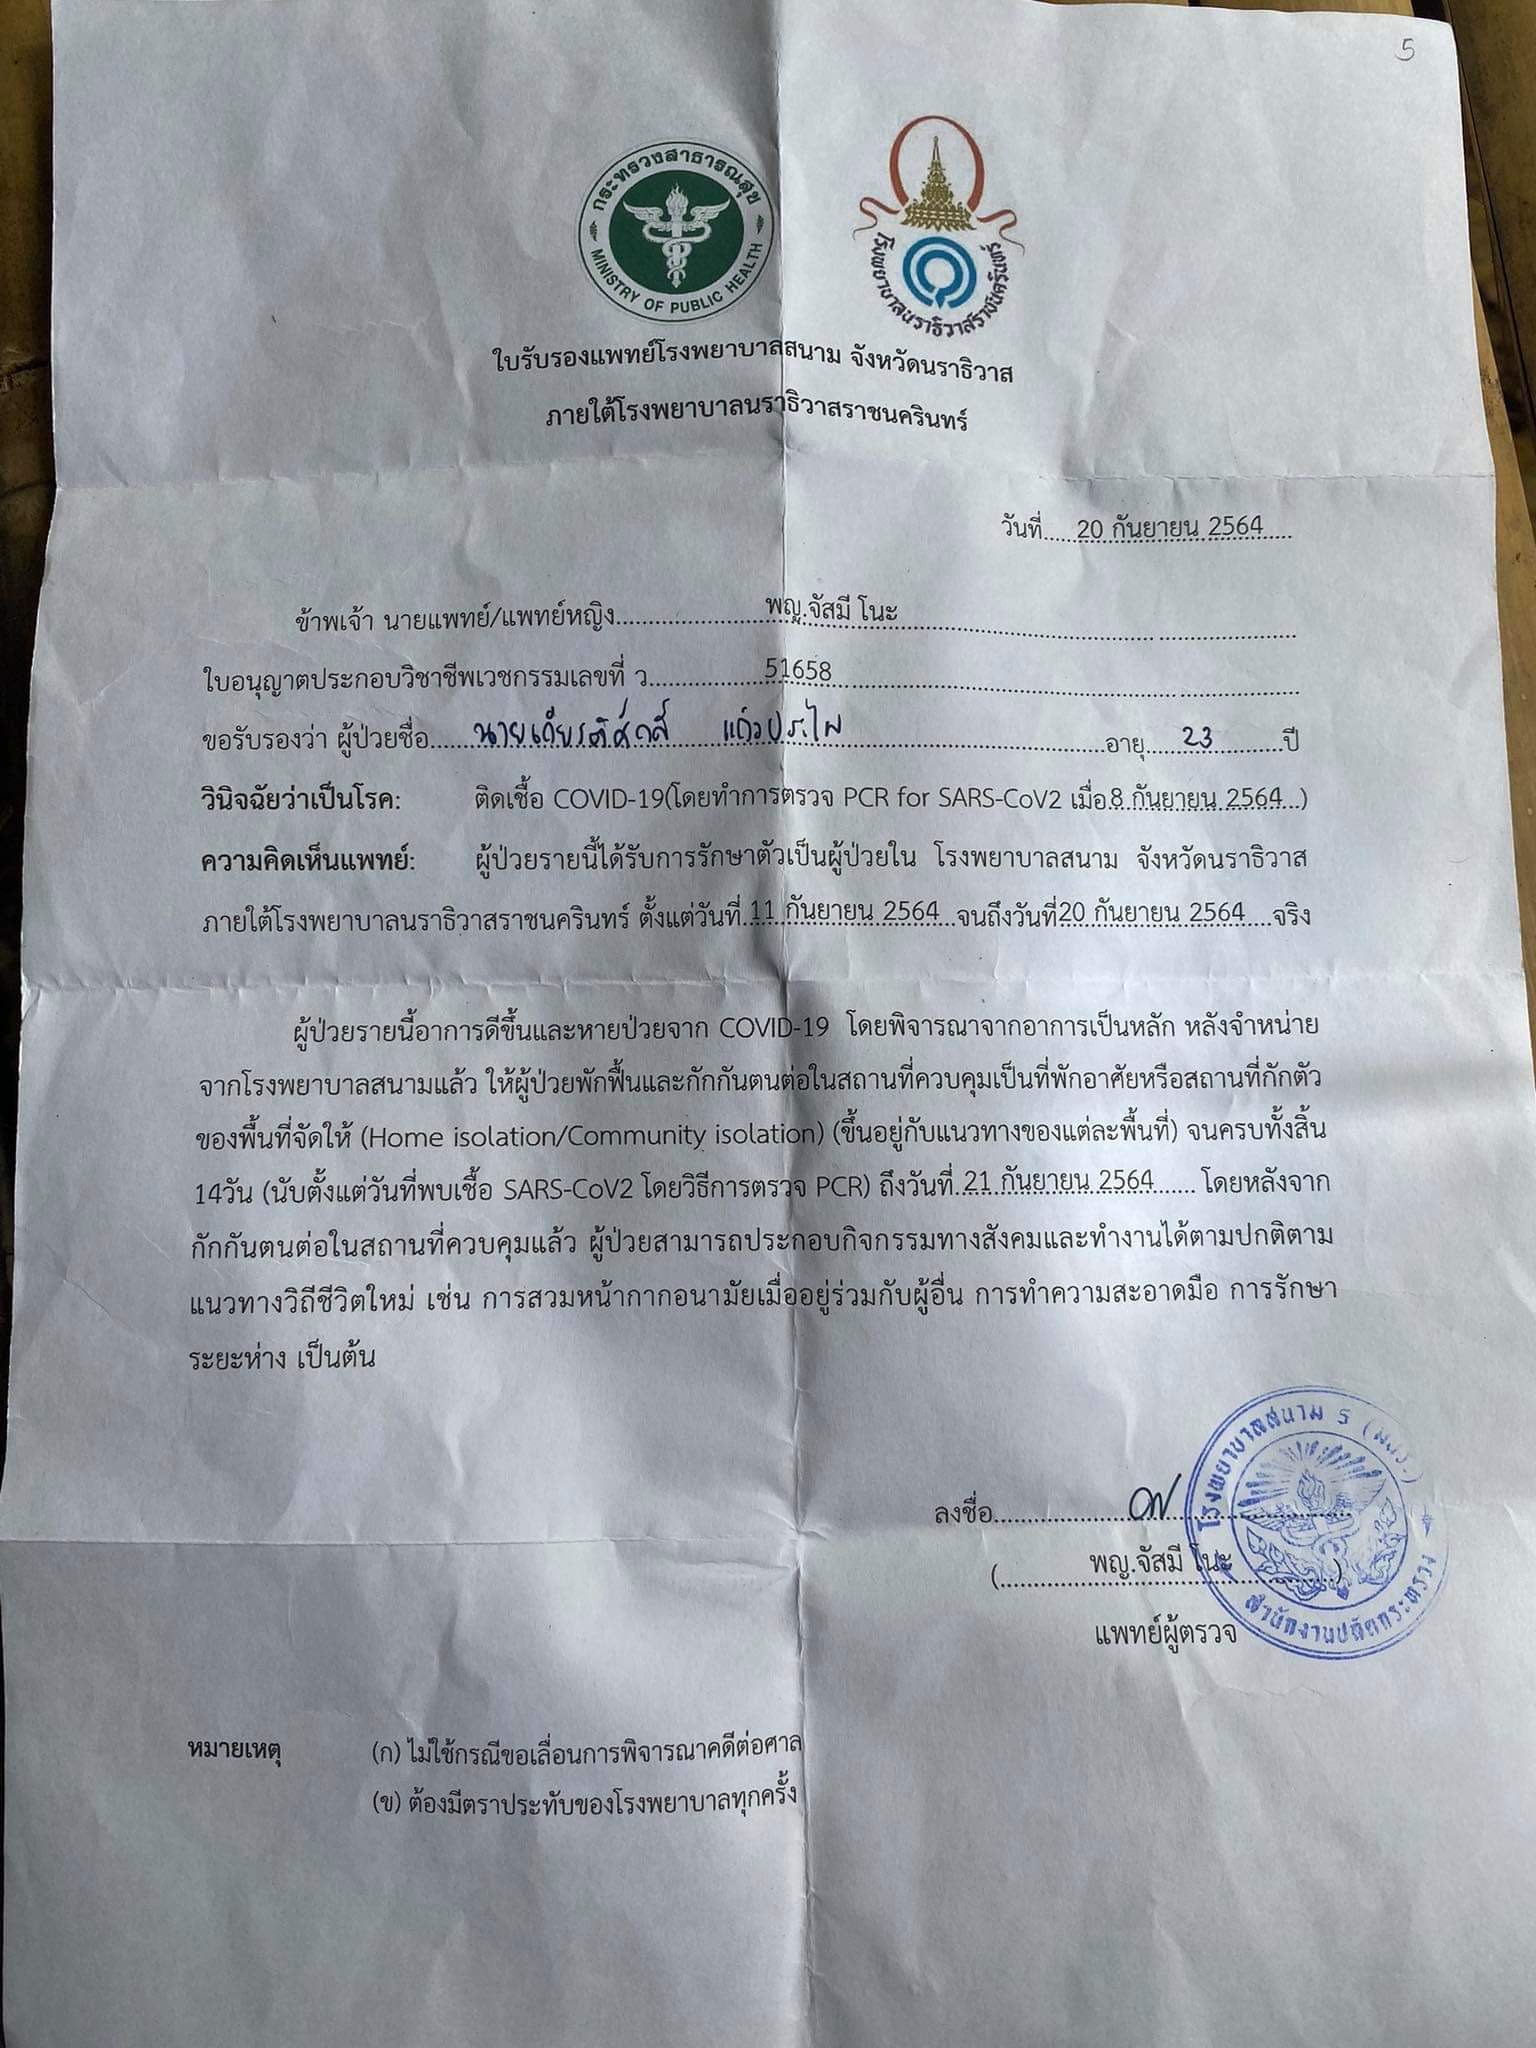 5
กระทรวงสาธารณสุข
MINISTRY OF PUBLIC HEALTH
โรงพยาบาลนราธิวาสราชนครินทร์
ใบรับรองแพทย์โรงพยาบาลสนาม จังหวัดนราธิวาส
ภายใต้โรงพยาบาลนราธิวาสราชนครินทร์
วันที่.....20 กันยายน 2564.....
ข้าพเจ้า นายแพทย์/แพทย์หญิง..........พญ.จัสมี โนะ..........
ใบอนุญาตประกอบวิชาชีพเวชกรรมเลขที่ ว..........51658..........
ขอรับรองว่า ผู้ป่วยชื่อ.....นายเกียรติศักดิ์ แก้วประไพ..........อายุ.....23.....ปี
วินิจฉัยว่าเป็นโรค: ติดเชื้อ COVID-19(โดยทำการตรวจ PCR for SARS-CoV2 เมื่อ.8 กันยายน 2564...)
ความคิดเห็นแพทย์: ผู้ป่วยรายนี้ได้รับการรักษาตัวเป็นผู้ป่วยใน โรงพยาบาลสนาม จังหวัดนราธิวาส
ภายใต้โรงพยาบาลนราธิวาสราชนครินทร์ ตั้งแต่วันที่.11 กันยายน 2564..จนถึงวันที่20 กันยายน 2564....จริง
ผู้ป่วยรายนี้อาการดีขึ้นและหายป่วยจาก COVID-19 โดยพิจารณาจากอาการเป็นหลัก หลังจำหน่าย
จากโรงพยาบาลสนามแล้ว ให้ผู้ป่วยพักฟื้นและกักกันตนต่อในสถานที่ควบคุมเป็นที่พักอาศัยหรือสถานที่กักตัว
ของพื้นที่จัดให้ (Home isolation/Community isolation) (ขึ้นอยู่กับแนวทางของแต่ละพื้นที่) จนครบทั้งสิ้น
14วัน (นับตั้งแต่วันที่พบเชื้อ SARS-CoV2 โดยวิธีการตรวจ PCR) ถึงวันที่.21 กันยายน 2564...... โดยหลังจาก
กักกันตนต่อในสถานที่ควบคุมแล้ว ผู้ป่วยสามารถประกอบกิจกรรมทางสังคมและทำงานได้ตามปกติตาม
แนวทางวิถีชีวิตใหม่ เช่น การสวมหน้ากากอนามัยเมื่ออยู่ร่วมกับผู้อื่น การทำความสะอาดมือ การรักษา
ระยะห่าง เป็นต้น
โรงพยาบาลสนาม 5
ลงชื่อ....................
(..........พญ.จัสมี โนะ..........)
สำนักงานปลัดกระทรวง
แพทย์ผู้ตรวจ
หมายเหตุ (ก) ไม่ใช้กรณีขอเลื่อนการพิจารณาคดีต่อศาล
(ข) ต้องมีตราประทับของโรงพยาบาลทุกครั้ง